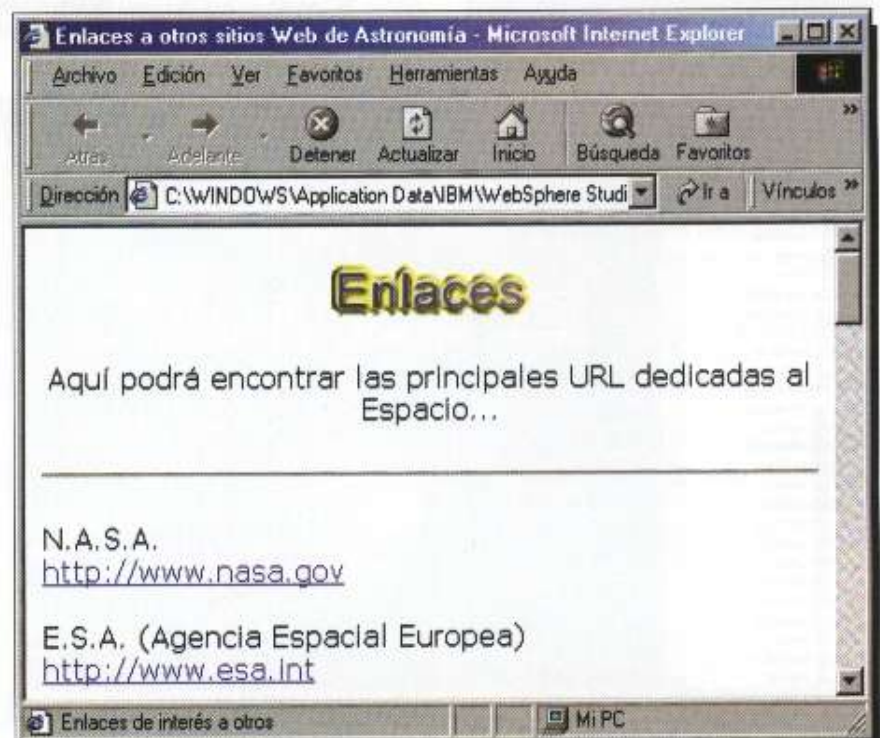 Enlaces a otros sitios Web de Astronomía - Microsoft Internet Explorer
Archivo Edición Ver Favoritos Herramientas Ayuda
Atrás Adelante Detener Actualizar Inicio Búsqueda Favoritos »
Dirección C:\WINDOWS\Application Data\IBM\WebSphere Studi Ir a Vínculos »
Enlaces
Aquí podrá encontrar las principales URL dedicadas al
Espacio...
N.A.S.A.
http://www.nasa.gov
E.S.A. (Agencia Espacial Europea)
http://www.esa.int
Enlaces de interés a otros Mi PC